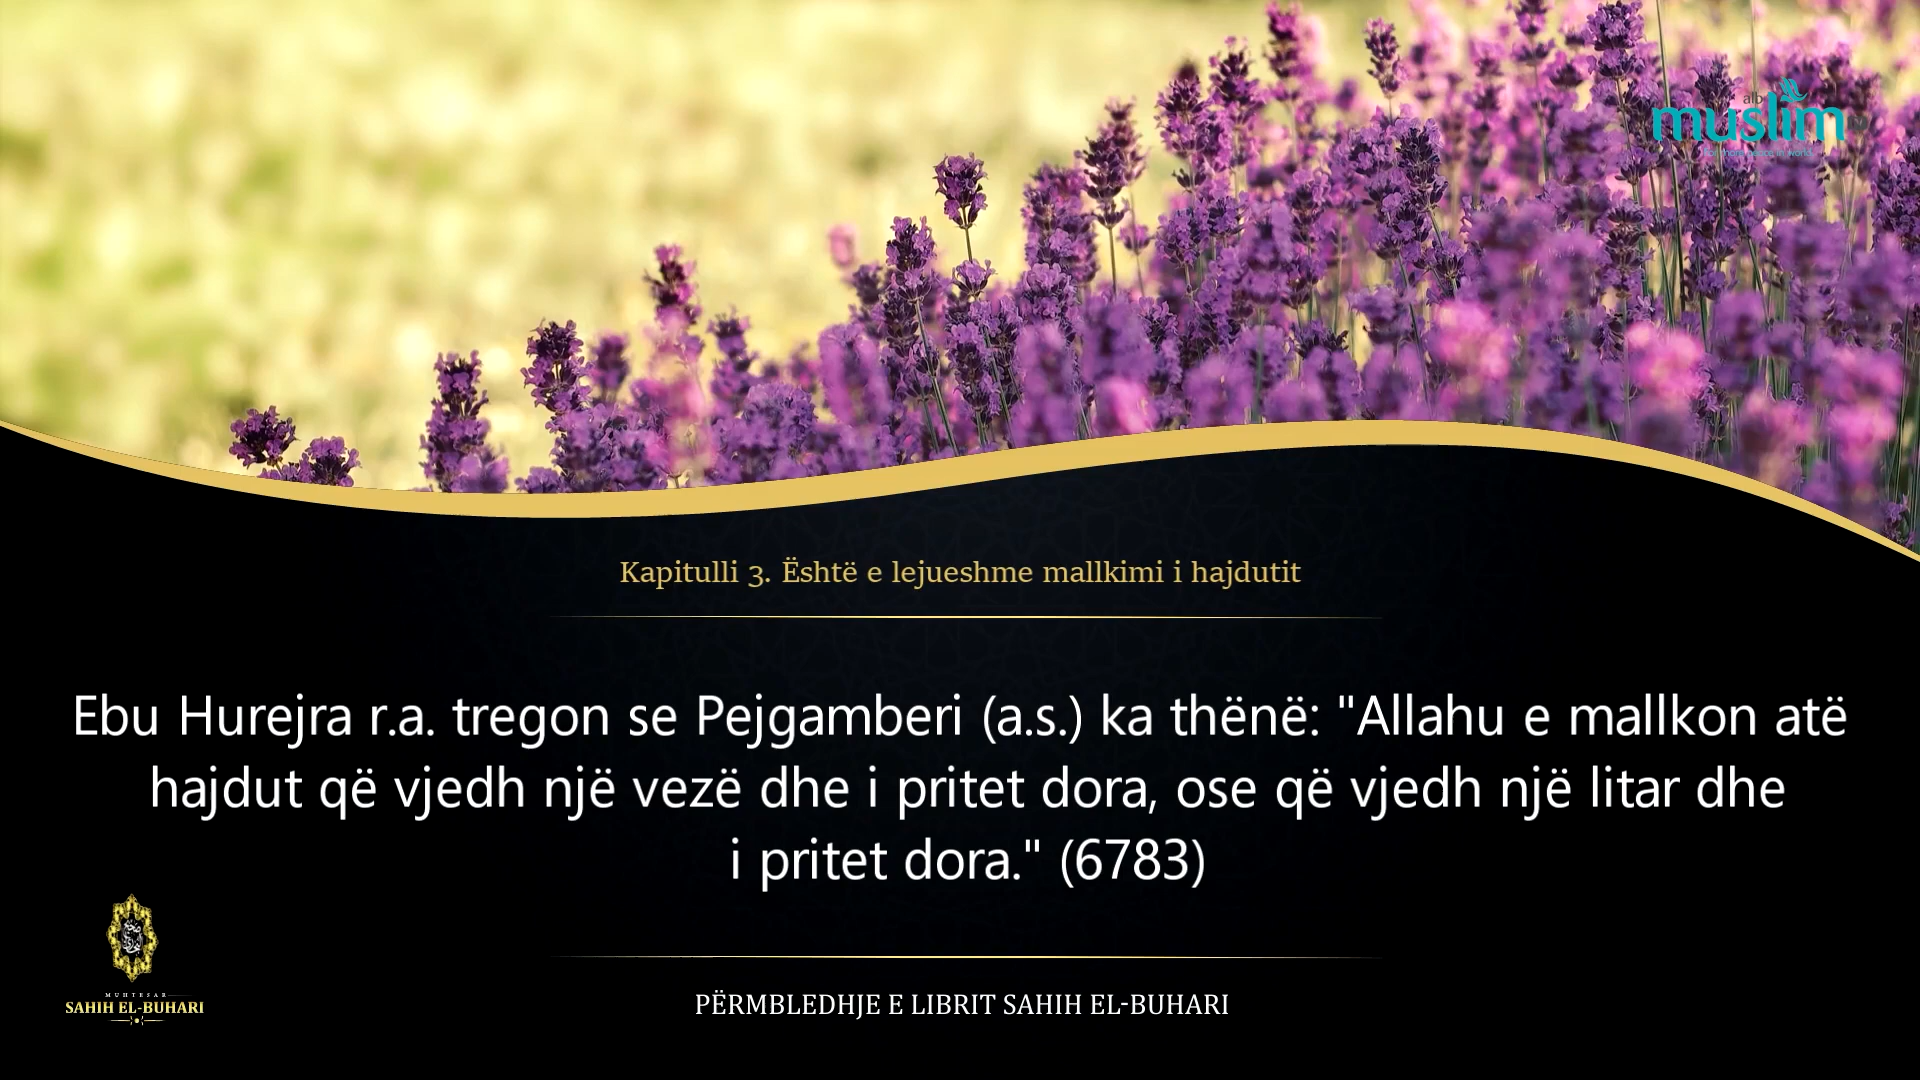 alb
muslim
Kapitulli 3. Është e lejueshme mallkimi i hajdutit
Ebu Hurejra r.a. tregon se Pejgamberi (a.s.) ka thënë: "Allahu e mallkon atë
hajdut që vjedh një vezë dhe i pritet dora, ose që vjedh një litar dhe
i pritet dora." (6783)
MUHTESAR
SAHIH EL-BUHARI
PËRMBLEDHJE E LIBRIT SAHIH EL-BUHARI